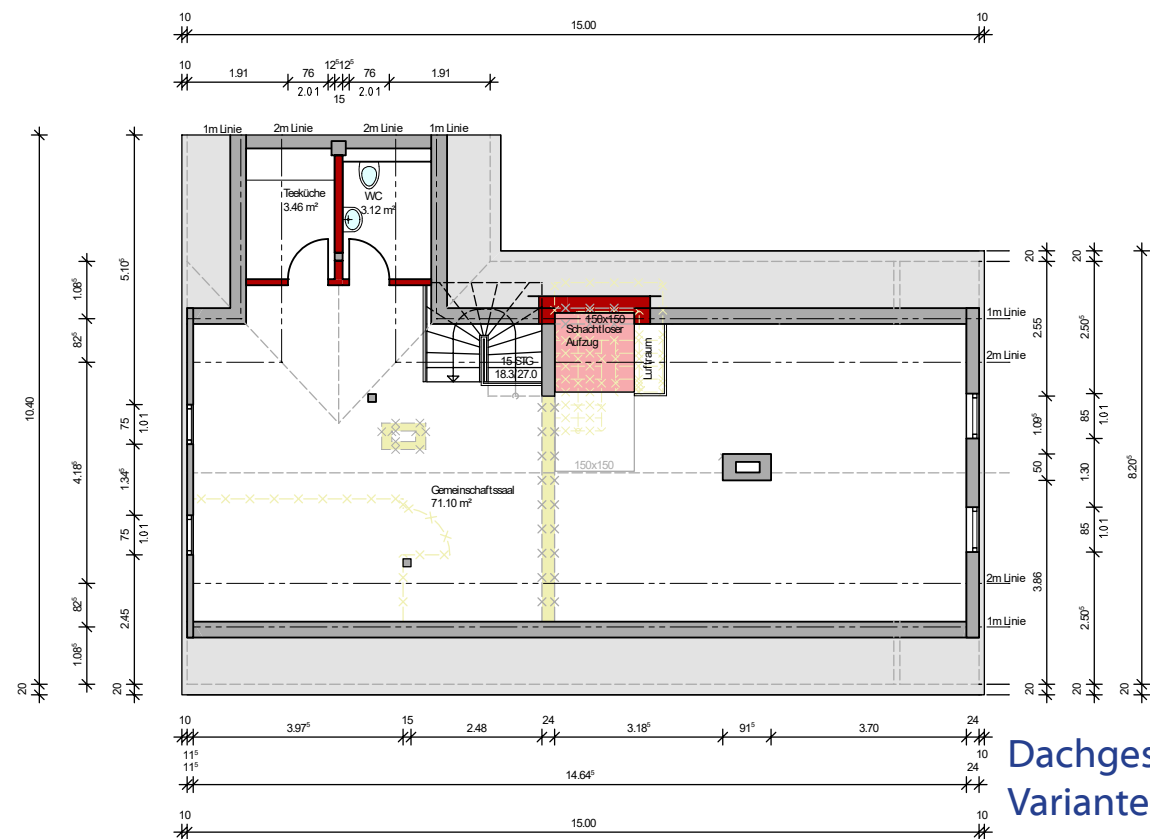 10 15.00 10
10 1.91 76 12⁵ 12⁵ 76 1.91
2.01 15 2.01
1m Linie 2m Linie 2m Linie 1m Linie
Teeküche
3.46 m²
WC
3.12 m²
150x150
Schachtloser
Aufzug
Luftraum
15 STG
18.3/27.0
150x150
Gemeinschaftssaal
71.10 m²
1m Linie
2m Linie
2m Linie
1m Linie
10.40
20
1.08⁵
82⁵
4.18⁵
82⁵
1.08⁵
5.10⁵
75
1.01
1.34⁵
75
1.01
2.45
20
20
2.55
1.09⁵
50
3.86
20
20
2.50⁵
85
1.01
1.30
85
1.01
2.50⁵
20
8.20⁵
20
10 3.97⁵ 15 2.48 24 3.18⁵ 91⁵ 3.70 24
11⁵ 10
11⁵ 14.64⁵ 24
10 15.00 10
Dachges
Variante